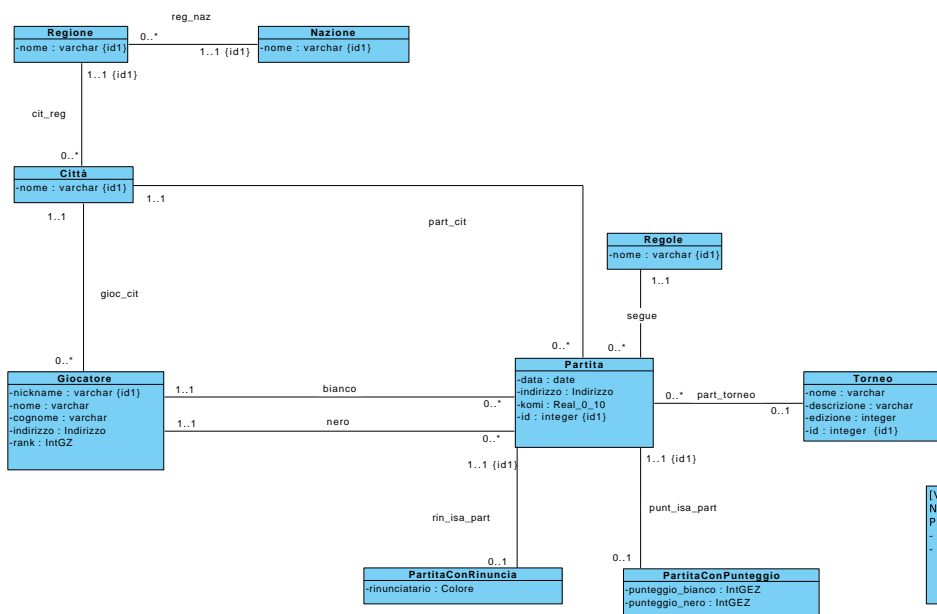 reg_naz
Regione
-nome : varchar {id1}
0..*
1..1 {id1}
Nazione
-nome : varchar {id1}
1..1 {id1}
cit_reg
0..*
Città
-nome : varchar {id1}
1..1
1..1
part_cit
gioc_cit
Regole
-nome : varchar {id1}
1..1
segue
0..*
0..*
0..*
Giocatore
-nickname : varchar {id1}
-nome : varchar
-cognome : varchar
-indirizzo : Indirizzo
-rank : IntGZ
1..1
bianco
0..*
1..1
nero
0..*
Partita
-data : date
-indirizzo : Indirizzo
-komi : Real_0_10
-id : integer {id1}
0..*
part_torneo
0..1
Torneo
-nome : varchar
-descrizione : varchar
-edizione : integer
-id : integer {id1}
1..1 {id1}
1..1 {id1}
rin_isa_part
punt_isa_part
0..1
0..1
PartitaConRinuncia
-rinunciatario : Colore
PartitaConPunteggio
-punteggio_bianco : IntGEZ
-punteggio_nero : IntGEZ
[V
N
P
-
-